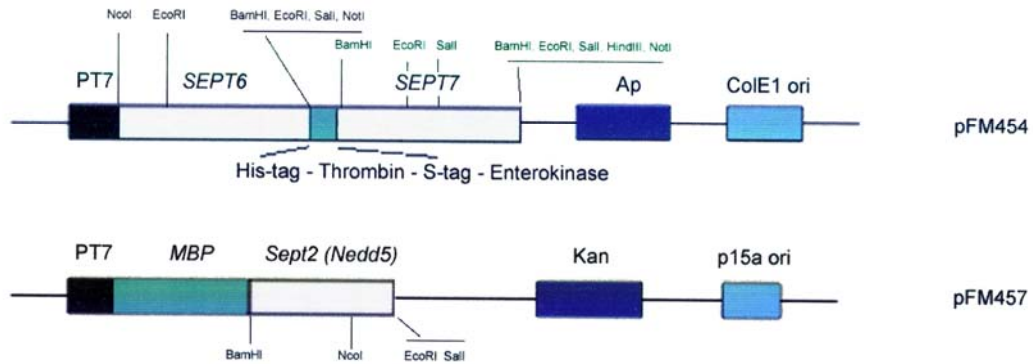 NcoI EcoRI BamHI, EcoRI, SalI, NotI
BamHI EcoRI SalI BamHI, EcoRI, SalI, HindIII, NotI
PT7 SEPT6 SEPT7 Ap ColE1 ori
pFM454
His-tag - Thrombin - S-tag - Enterokinase
PT7 MBP Sept2 (Nedd5) Kan p15a ori
pFM457
BamHI NcoI EcoRI SalI